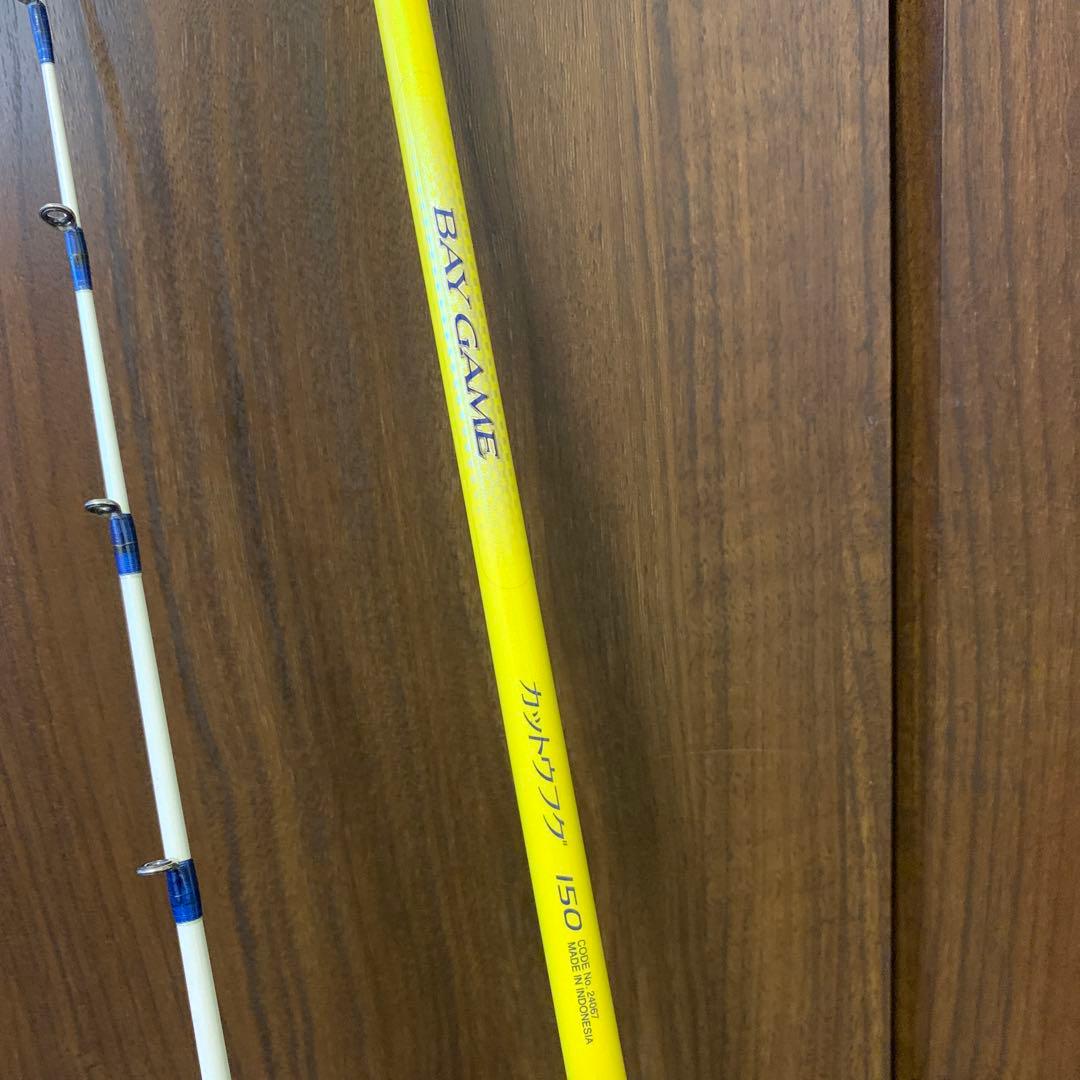 BAY GAME
カットウフグ 150
CODE No. 24067
MADE IN INDONESIA